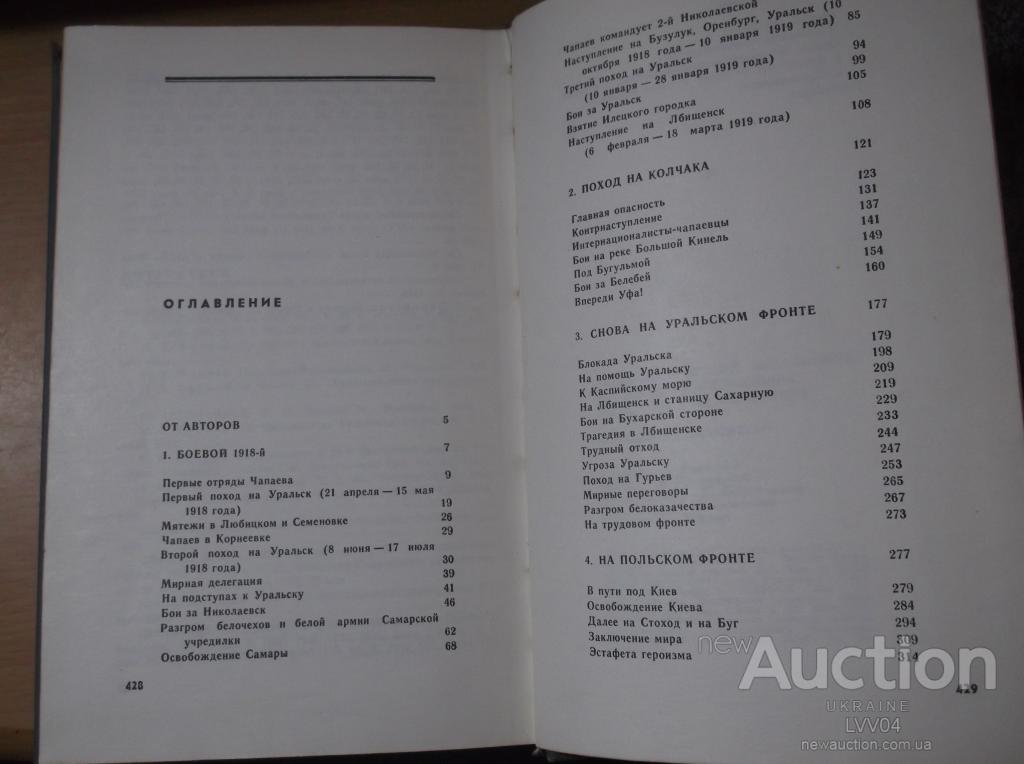 ОГЛАВЛЕНИЕ
ОТ АВТОРОВ 5
1. БОЕВОЙ 1918-й 7
Первые отряды Чапаева 9
Первый поход на Уральск (21 апреля — 15 мая
1918 года) 19
Мятежи в Любицком и Семеновке 26
Чапаев в Корнеевке 29
Второй поход на Уральск (8 июня — 17 июля
1918 года) 30
Мирная делегация 39
На подступах к Уральску 41
Бои за Николаевск 46
Разгром белочехов и белой армии Самарской
учредилки 62
Освобождение Самары 68
428
Чапаев командует 2-й Николаевской
Наступление на Бузулук, Оренбург, Уральск (10
октября 1918 года — 10 января 1919 года) 85
Третий поход на Уральск
(10 января — 28 января 1919 года) 94
Бои за Уральск 99
Взятие Илецкого городка 105
Наступление на Лбищенск
(6 февраля — 18 марта 1919 года) 108
2. ПОХОД НА КОЛЧАКА 121
Главная опасность 123
Контрнаступление 131
Интернационалисты-чапаевцы 137
Бои на реке Большой Кинель 141
Под Бугульмой 149
Бои за Белебей 154
Впереди Уфа! 160
3. СНОВА НА УРАЛЬСКОМ ФРОНТЕ 177
Блокада Уральска 179
На помощь Уральску 198
К Каспийскому морю 209
На Лбищенск и станицу Сахарную 219
Бои на Бухарской стороне 229
Трагедия в Лбищенске 233
Трудный отход 244
Угроза Уральску 247
Поход на Гурьев 253
Мирные переговоры 265
Разгром белоказачества 267
На трудовом фронте 273
4. НА ПОЛЬСКОМ ФРОНТЕ 277
В пути под Киев 279
Освобождение Киева 284
Далее на Стоход и на Буг 294
Заключение мира 309
Эстафета героизма 314
429
newAuction
UKRAINE
LVV04
newauction.com.ua